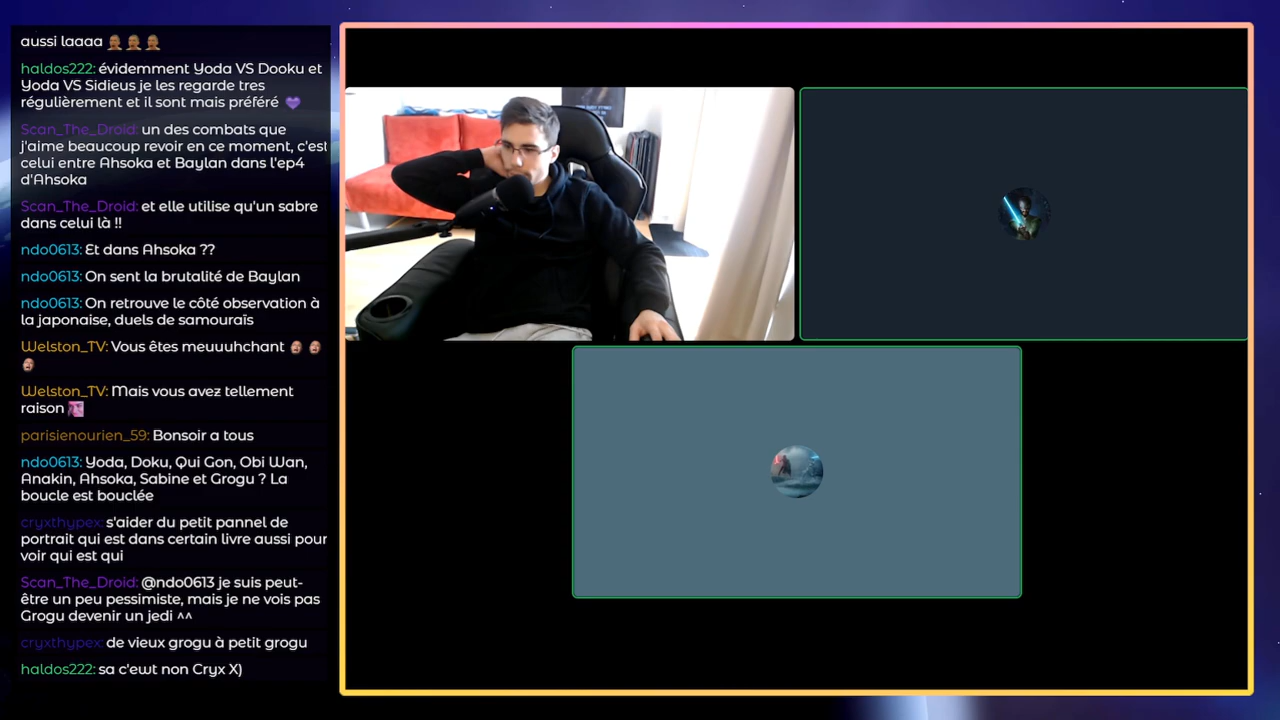 aussi laaaa
haldos222: évidemment Yoda VS Dooku et
Yoda VS Sidieus je les regarde tres
régulièrement et il sont mais préféré
Scan_The_Droid: un des combats que
j'aime beaucoup revoir en ce moment, c'est
celui entre Ahsoka et Baylan dans l'ep4
d'Ahsoka
Scan_The_Droid: et elle utilise qu'un sabre
dans celui là !!
ndo0613: Et dans Ahsoka ??
ndo0613: On sent la brutalité de Baylan
ndo0613: On retrouve le côté observation à
la japonaise, duels de samouraïs
Welston_TV: Vous êtes meuuuhchant
Welston_TV: Mais vous avez tellement
raison
parisienourien_59: Bonsoir a tous
ndo0613: Yoda, Doku, Qui Gon, Obi Wan,
Anakin, Ahsoka, Sabine et Grogu ? La
boucle est bouclée
cryxthypex: s'aider du petit pannel de
portrait qui est dans certain livre aussi pour
voir qui est qui
Scan_The_Droid: @ndo0613 je suis peut-
être un peu pessimiste, mais je ne vois pas
Grogu devenir un jedi ^^
cryxthypex: de vieux grogu à petit grogu
haldos222: sa c'ewt non Cryx X)